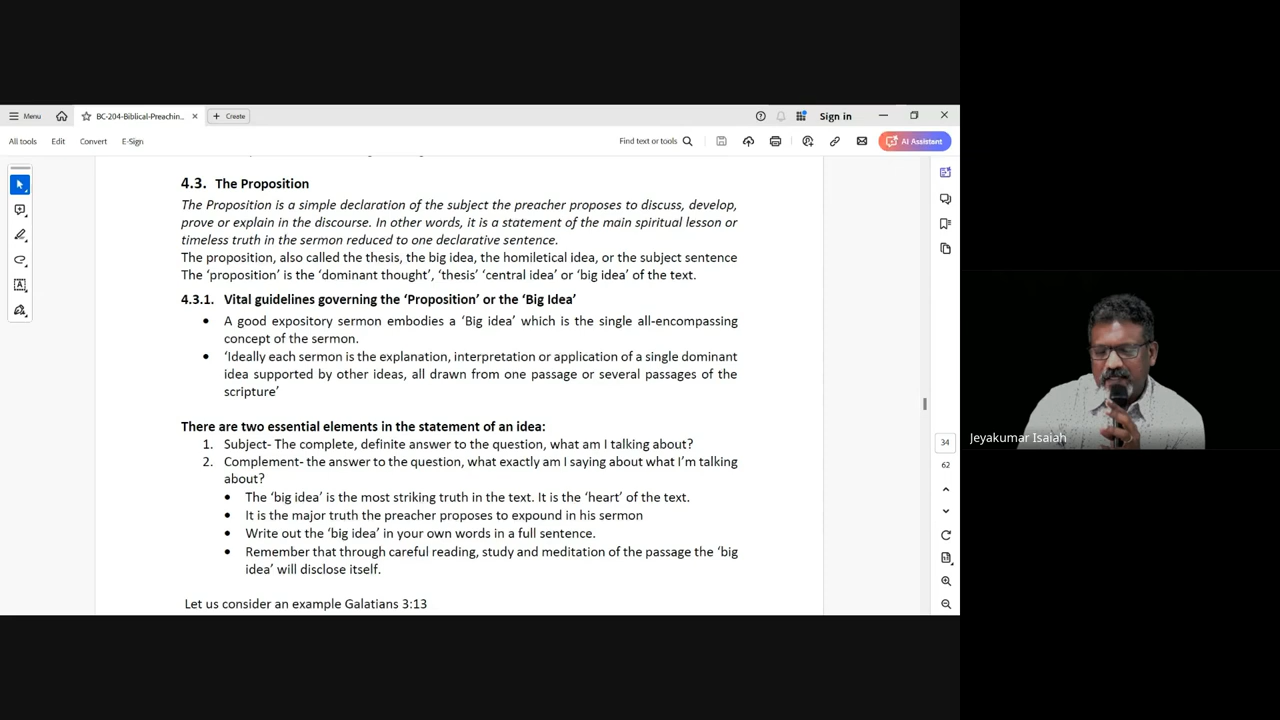 Menu
BC-204-Biblical-Preachin...
Create
Sign in
All tools
Edit
Convert
E-Sign
Find text or tools
AI Assistant
4.3. The Proposition
The Proposition is a simple declaration of the subject the preacher proposes to discuss, develop,
prove or explain in the discourse. In other words, it is a statement of the main spiritual lesson or
timeless truth in the sermon reduced to one declarative sentence.
The proposition, also called the thesis, the big idea, the homiletical idea, or the subject sentence
The ‘proposition’ is the ‘dominant thought’, ‘thesis’ ‘central idea’ or ‘big idea’ of the text.
4.3.1. Vital guidelines governing the ‘Proposition’ or the ‘Big Idea’
• A good expository sermon embodies a ‘Big idea’ which is the single all-encompassing
concept of the sermon.
• ‘Ideally each sermon is the explanation, interpretation or application of a single dominant
idea supported by other ideas, all drawn from one passage or several passages of the
scripture’
There are two essential elements in the statement of an idea:
1. Subject- The complete, definite answer to the question, what am I talking about?
2. Complement- the answer to the question, what exactly am I saying about what I’m talking
about?
• The ‘big idea’ is the most striking truth in the text. It is the ‘heart’ of the text.
• It is the major truth the preacher proposes to expound in his sermon
• Write out the ‘big idea’ in your own words in a full sentence.
• Remember that through careful reading, study and meditation of the passage the ‘big
idea’ will disclose itself.
Let us consider an example Galatians 3:13
34
62
Jeyakumar Isaiah